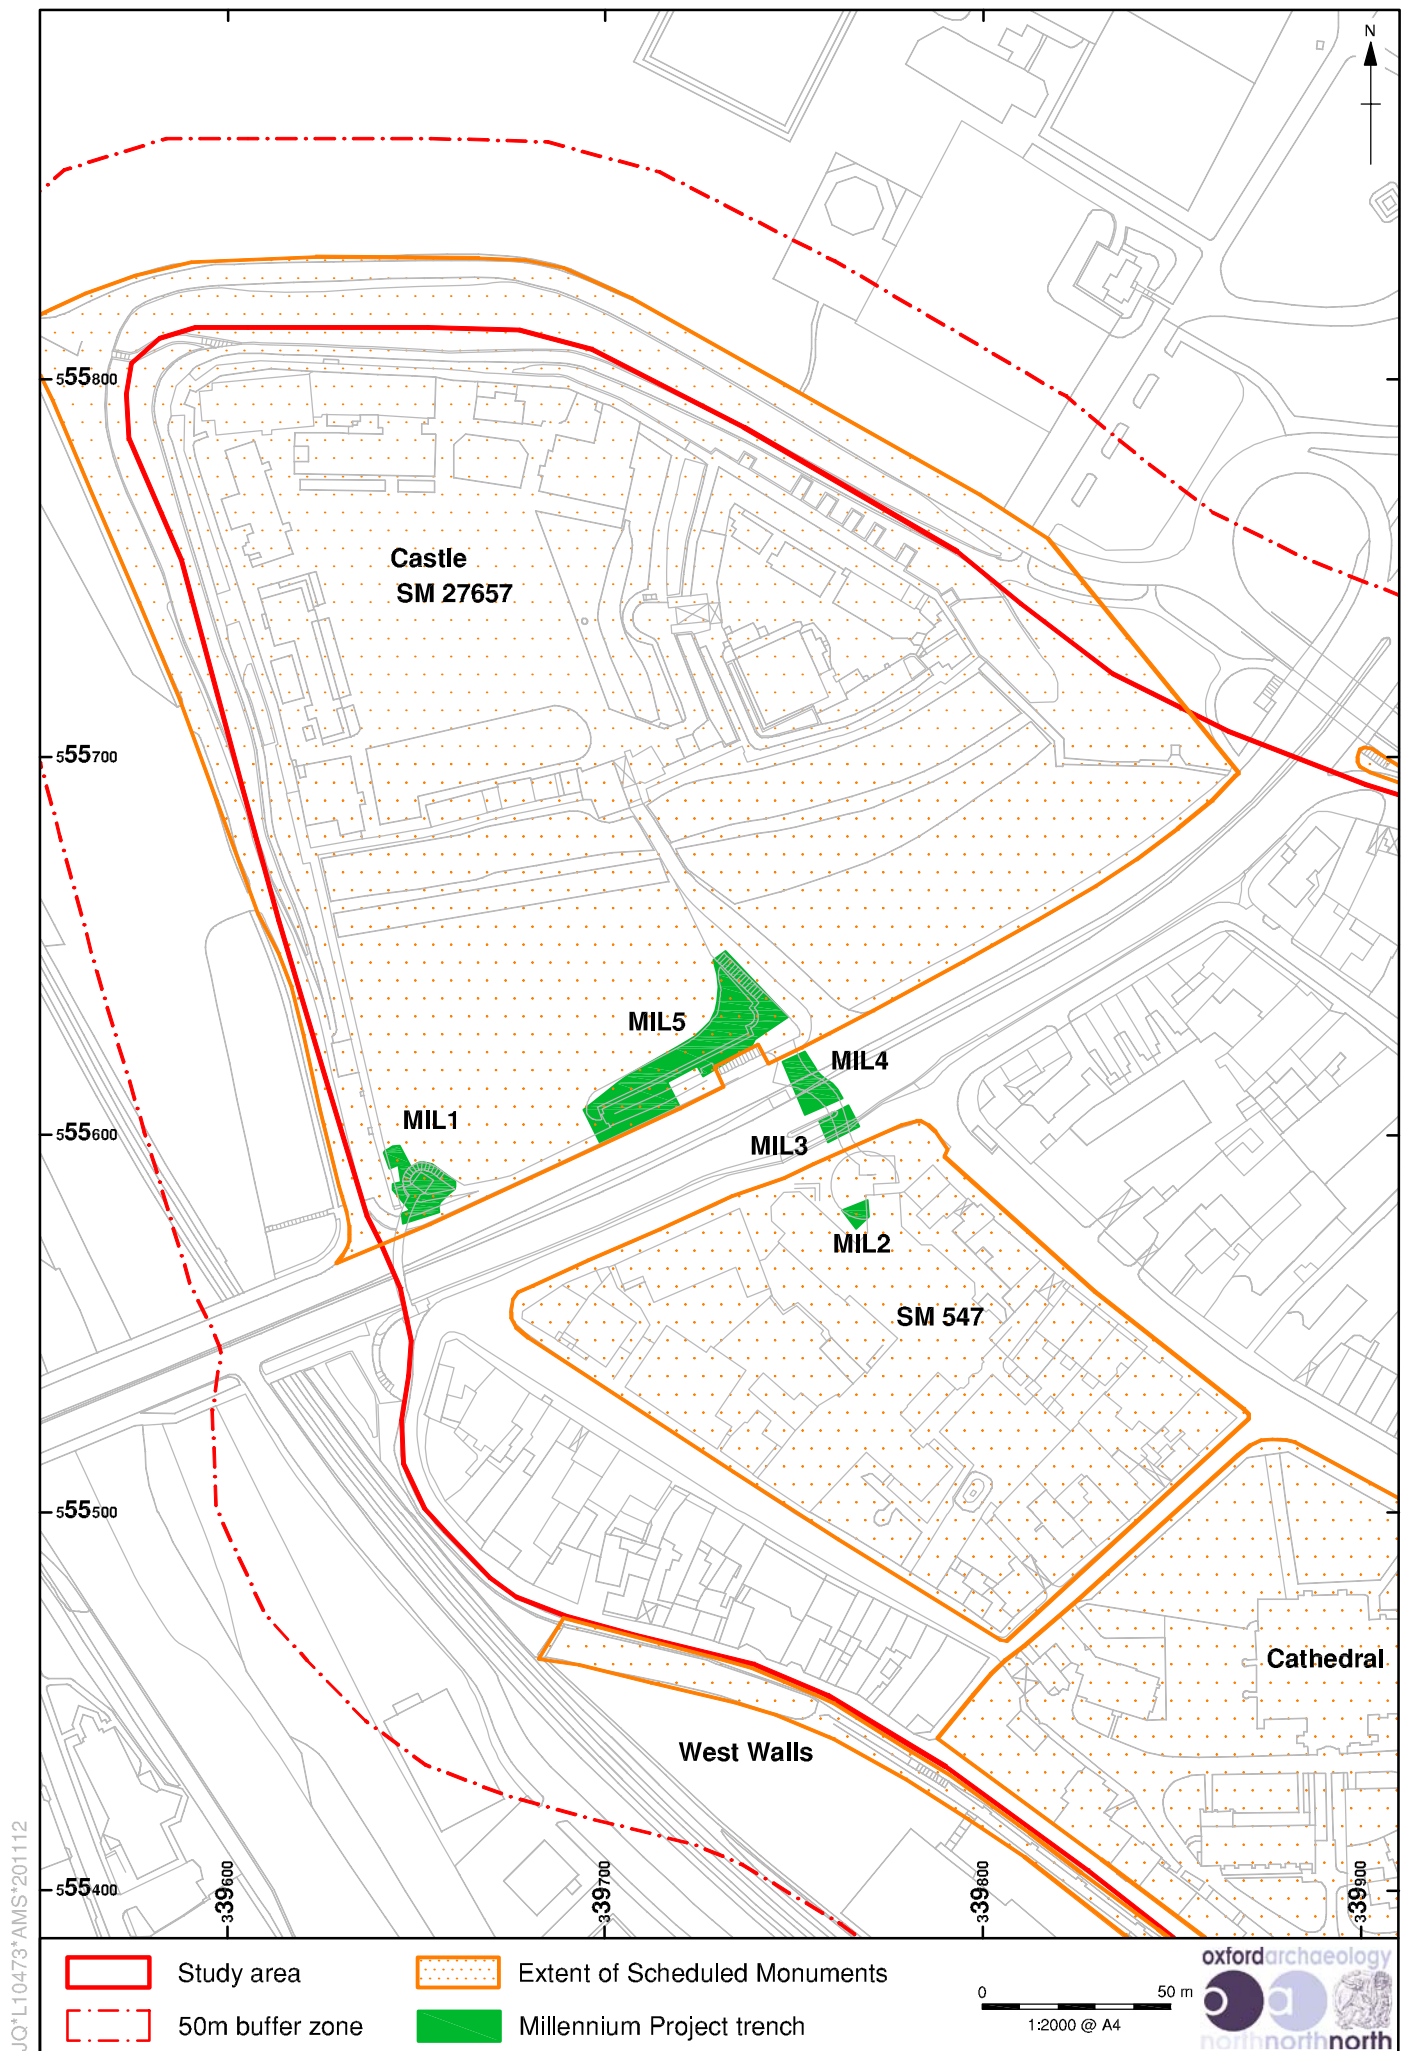 N
555800
Castle
SM 27657
555700
MIL5
MIL4
MIL1
555600
MIL3
MIL2
SM 547
555500
Cathedral
West Walls
555400
339600
339700
339800
339900
JQ*L10473*AMS*201112
Study area
Extent of Scheduled Monuments
50m buffer zone
Millennium Project trench
0 50 m
1:2000 @ A4
oxfordarchaeology
o a
northnorthnorth